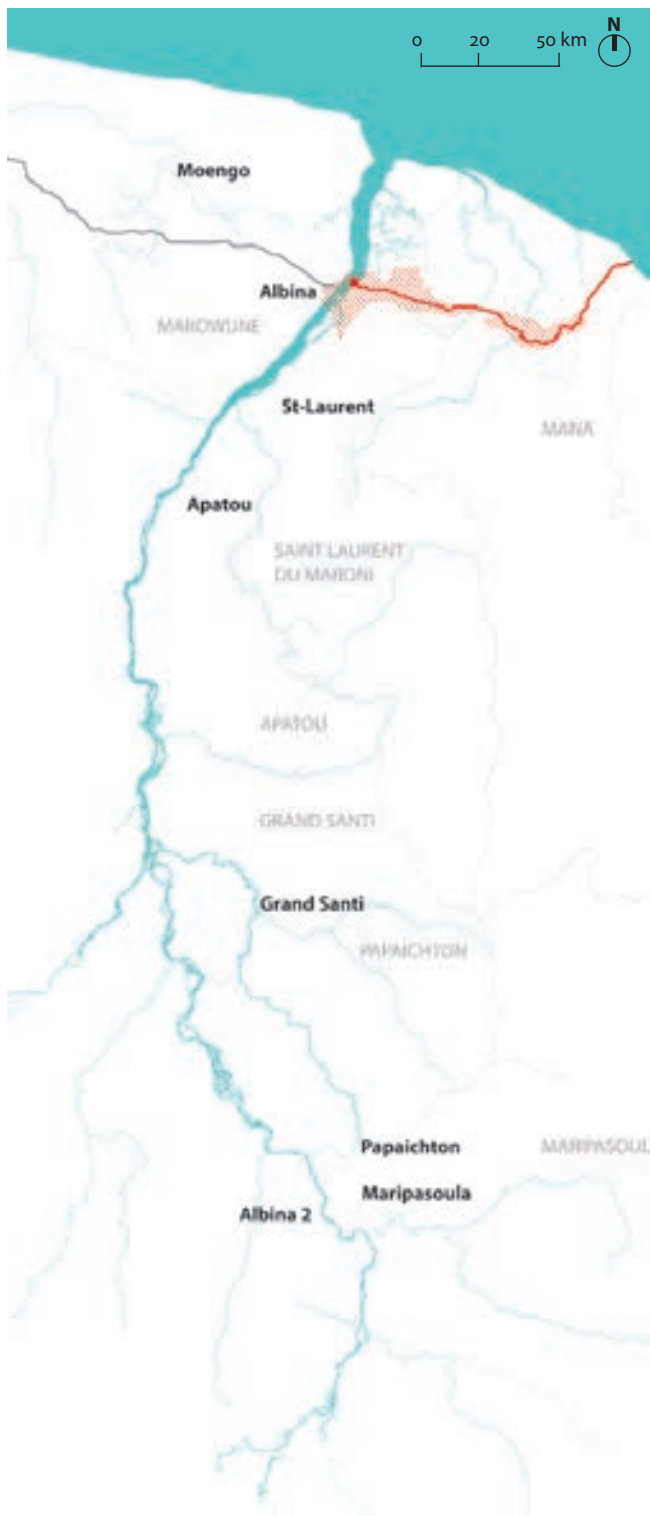 N
0 20 50 km
Moengo
Albina
MAROWIJNE
St-Laurent
MANA
Apatou
SAINT LAURENT
DU MARONI
APATOU
GRAND SANTI
Grand Santi
PAPAICHTON
Papaichton
MARIPASOUL
Maripasoula
Albina 2